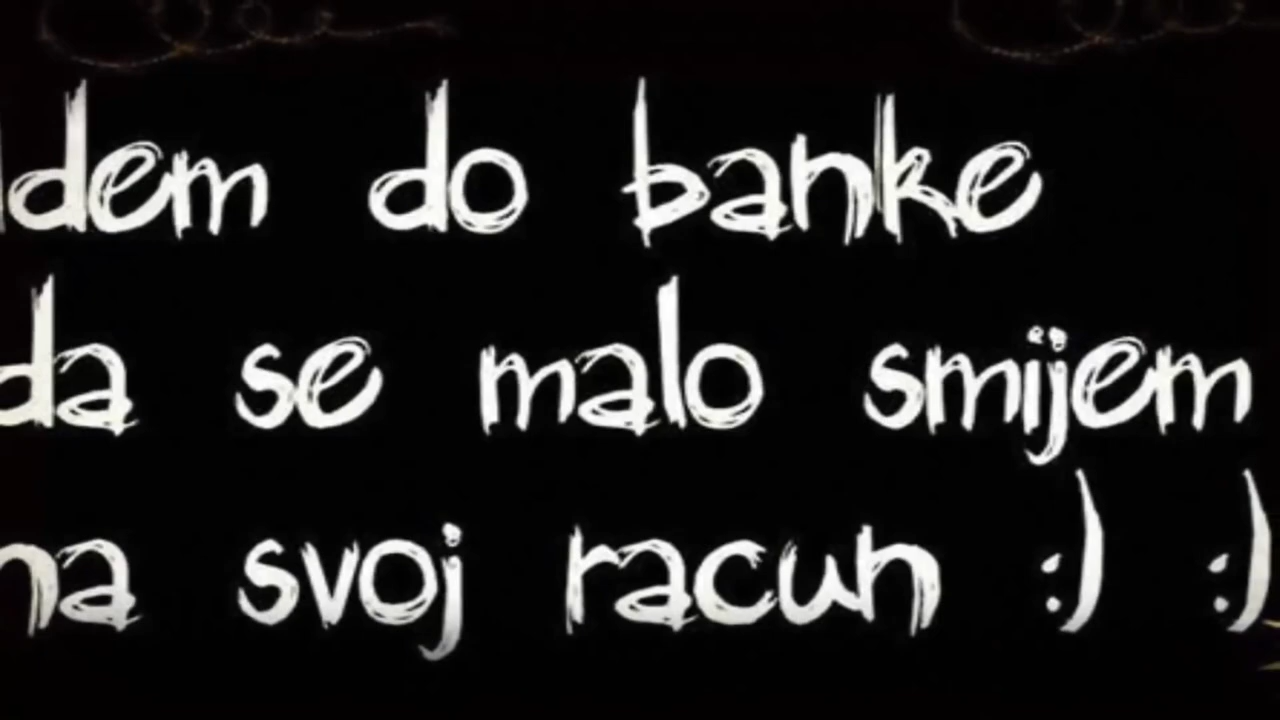 Idem do banke
da se malo smijem
na svoj racun :) :)